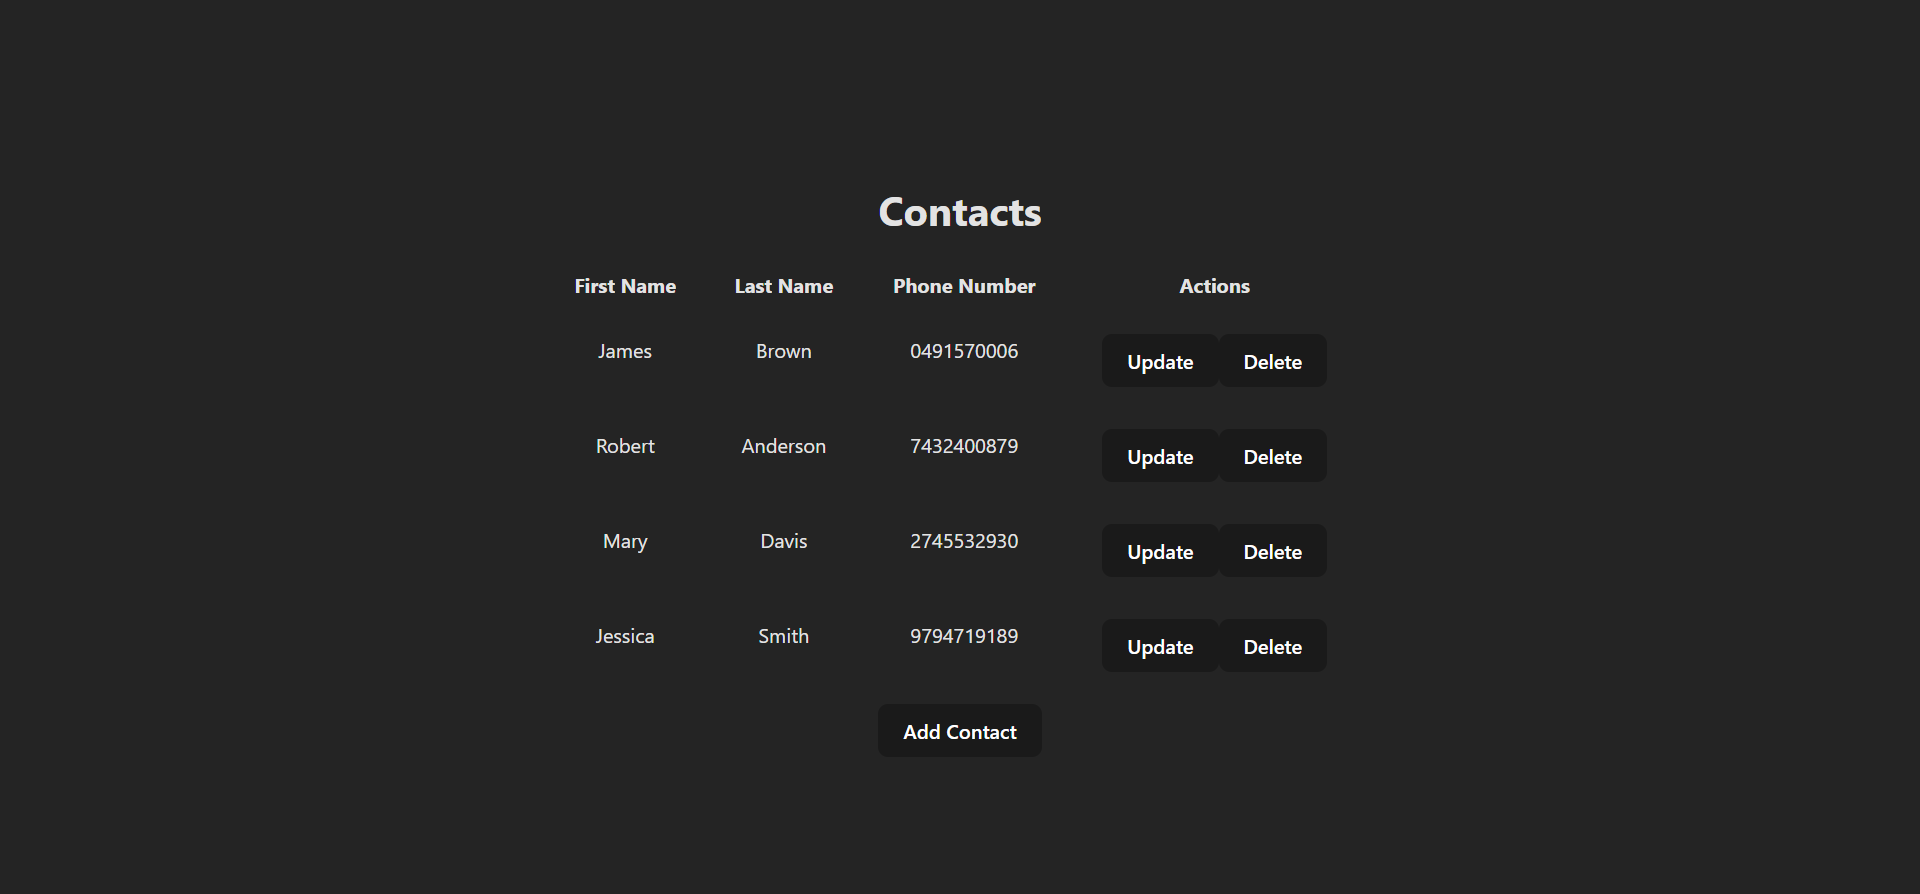 Contacts
First Name Last Name Phone Number Actions
James Brown 0491570006 Update Delete
Robert Anderson 7432400879 Update Delete
Mary Davis 2745532930 Update Delete
Jessica Smith 9794719189 Update Delete
Add Contact